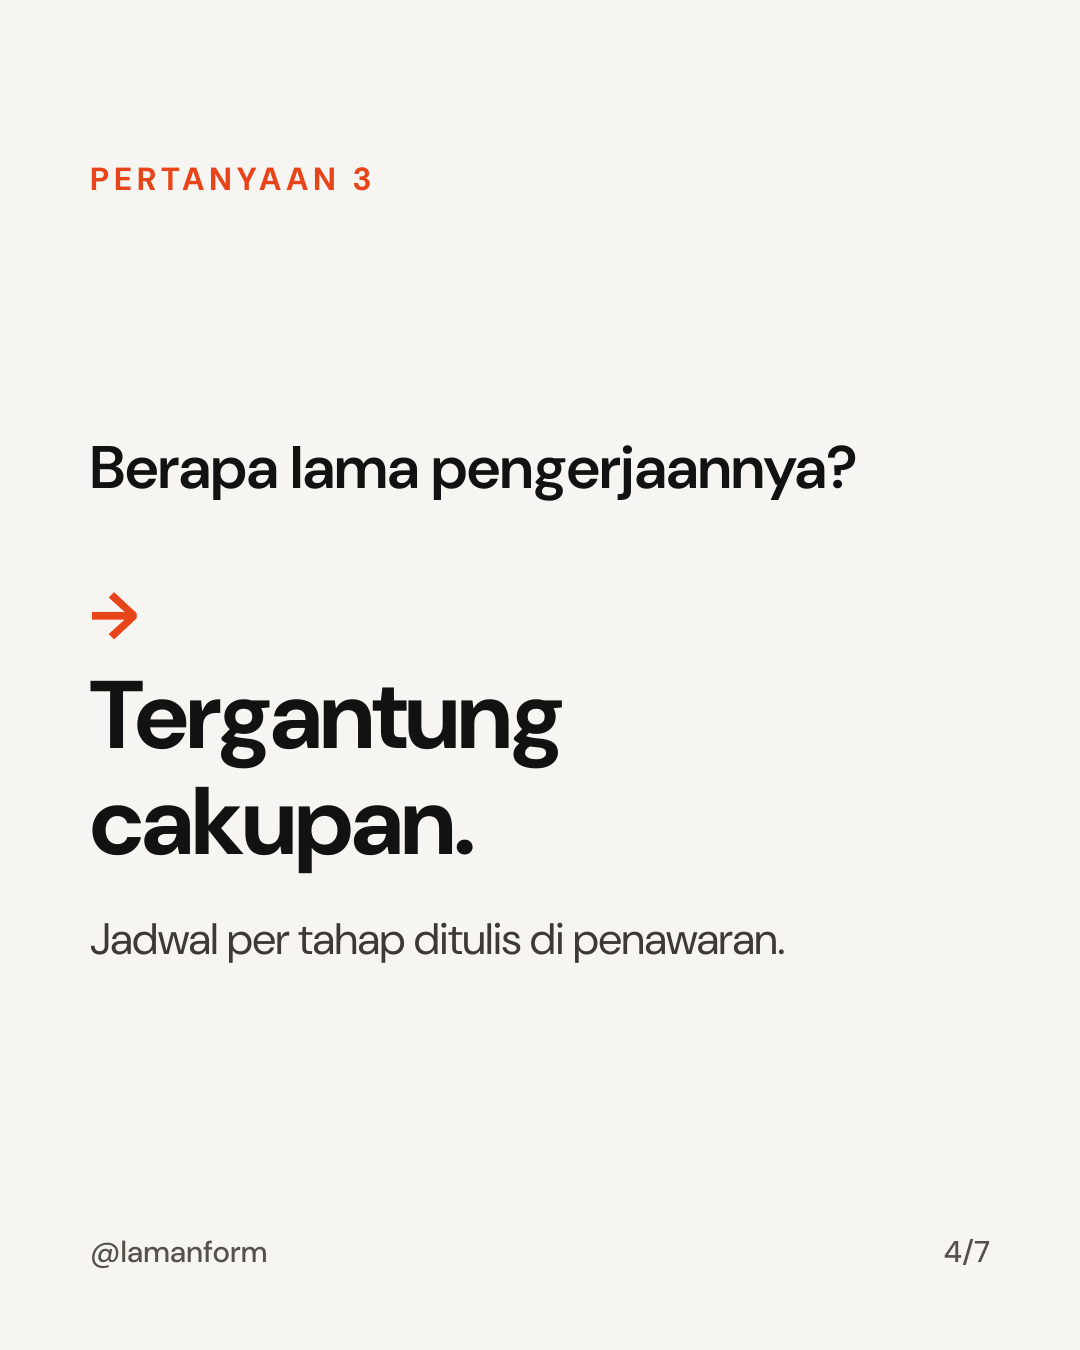 PERTANYAAN 3
Berapa lama pengerjaannya?
→
Tergantung
cakupan.
Jadwal per tahap ditulis di penawaran.
@lamanform
4/7